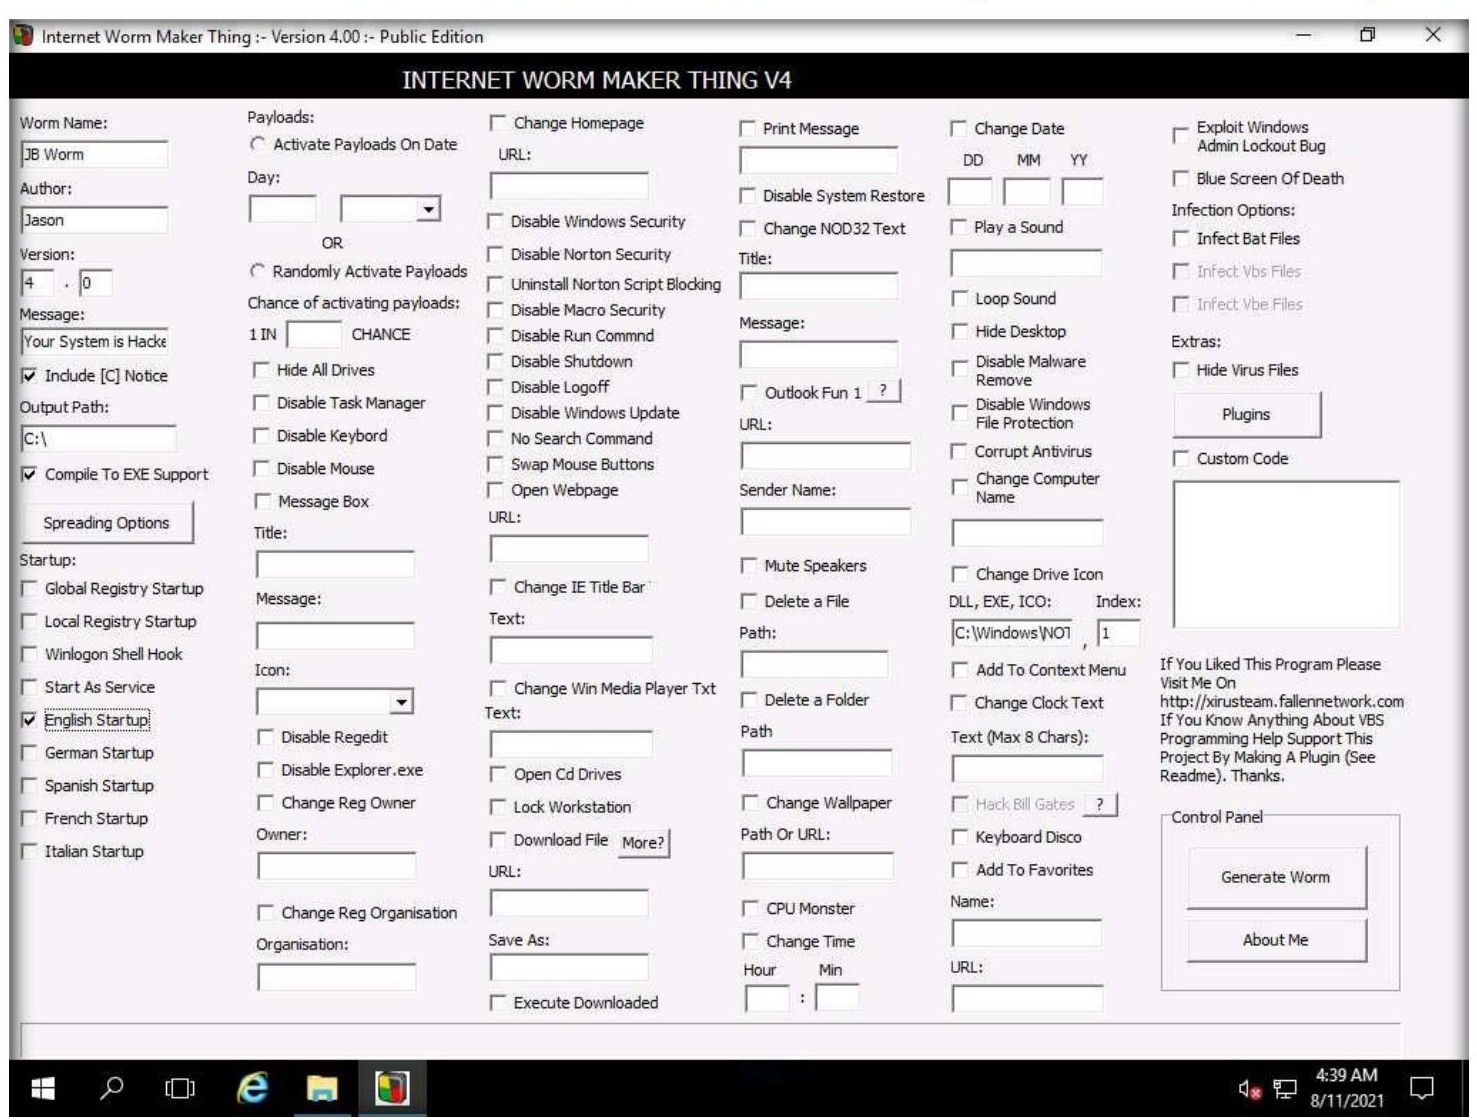 Internet Worm Maker Thing :- Version 4.00 :- Public Edition
INTERNET WORM MAKER THING V4
Worm Name:
JB Worm
Author:
Jason
Version:
4 . 0
Message:
Your System is Hacke
Include [C] Notice
Output Path:
C:\
Compile To EXE Support
Spreading Options
Startup:
Global Registry Startup
Local Registry Startup
Winlogon Shell Hook
Start As Service
English Startup
German Startup
Spanish Startup
French Startup
Italian Startup
Payloads:
Activate Payloads On Date
Day:
OR
Randomly Activate Payloads
Chance of activating payloads:
1 IN CHANCE
Hide All Drives
Disable Task Manager
Disable Keybord
Disable Mouse
Message Box
Title:
Message:
Icon:
Disable Regedit
Disable Explorer.exe
Change Reg Owner
Owner:
Change Reg Organisation
Organisation:
Change Homepage
URL:
Disable Windows Security
Disable Norton Security
Uninstall Norton Script Blocking
Disable Macro Security
Disable Run Commnd
Disable Shutdown
Disable Logoff
Disable Windows Update
No Search Command
Swap Mouse Buttons
Open Webpage
URL:
Change IE Title Bar
Text:
Change Win Media Player Txt
Text:
Open Cd Drives
Lock Workstation
Download File More?
URL:
Save As:
Execute Downloaded
Print Message
Disable System Restore
Change NOD32 Text
Title:
Message:
Outlook Fun 1 ?
URL:
Sender Name:
Mute Speakers
Delete a File
Path:
Delete a Folder
Path
Change Wallpaper
Path Or URL:
CPU Monster
Change Time
Hour Min
:
Change Date
DD MM YY
Play a Sound
Loop Sound
Hide Desktop
Disable Malware
Remove
Disable Windows
File Protection
Corrupt Antivirus
Change Computer
Name
Change Drive Icon
DLL, EXE, ICO: Index:
C:\Windows\NOT , 1
Add To Context Menu
Change Clock Text
Text (Max 8 Chars):
Hack Bill Gates ?
Keyboard Disco
Add To Favorites
Name:
URL:
Exploit Windows
Admin Lockout Bug
Blue Screen Of Death
Infection Options:
Infect Bat Files
Infect Vbs Files
Infect Vbe Files
Extras:
Hide Virus Files
Plugins
Custom Code
If You Liked This Program Please
Visit Me On
http://xirusteam.fallennetwork.com
If You Know Anything About VBS
Programming Help Support This
Project By Making A Plugin (See
Readme). Thanks.
Control Panel
Generate Worm
About Me
4:39 AM
8/11/2021